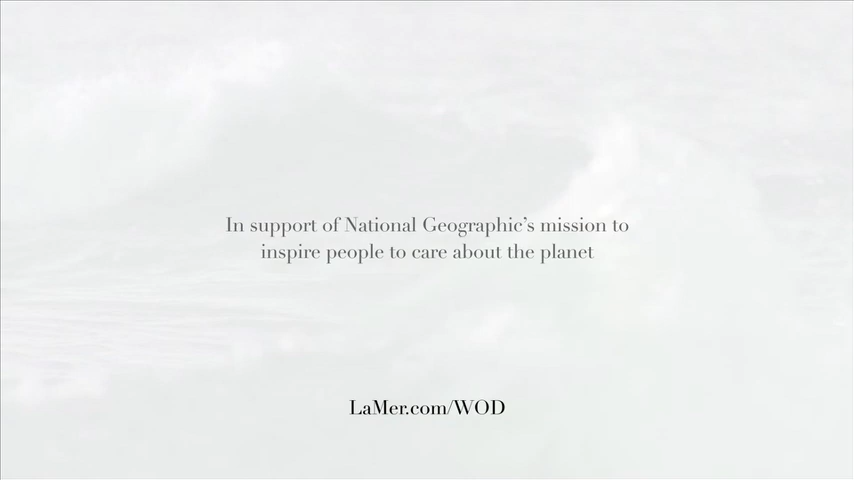 In support of National Geographic's mission to
inspire people to care about the planet
LaMer.com/WOD